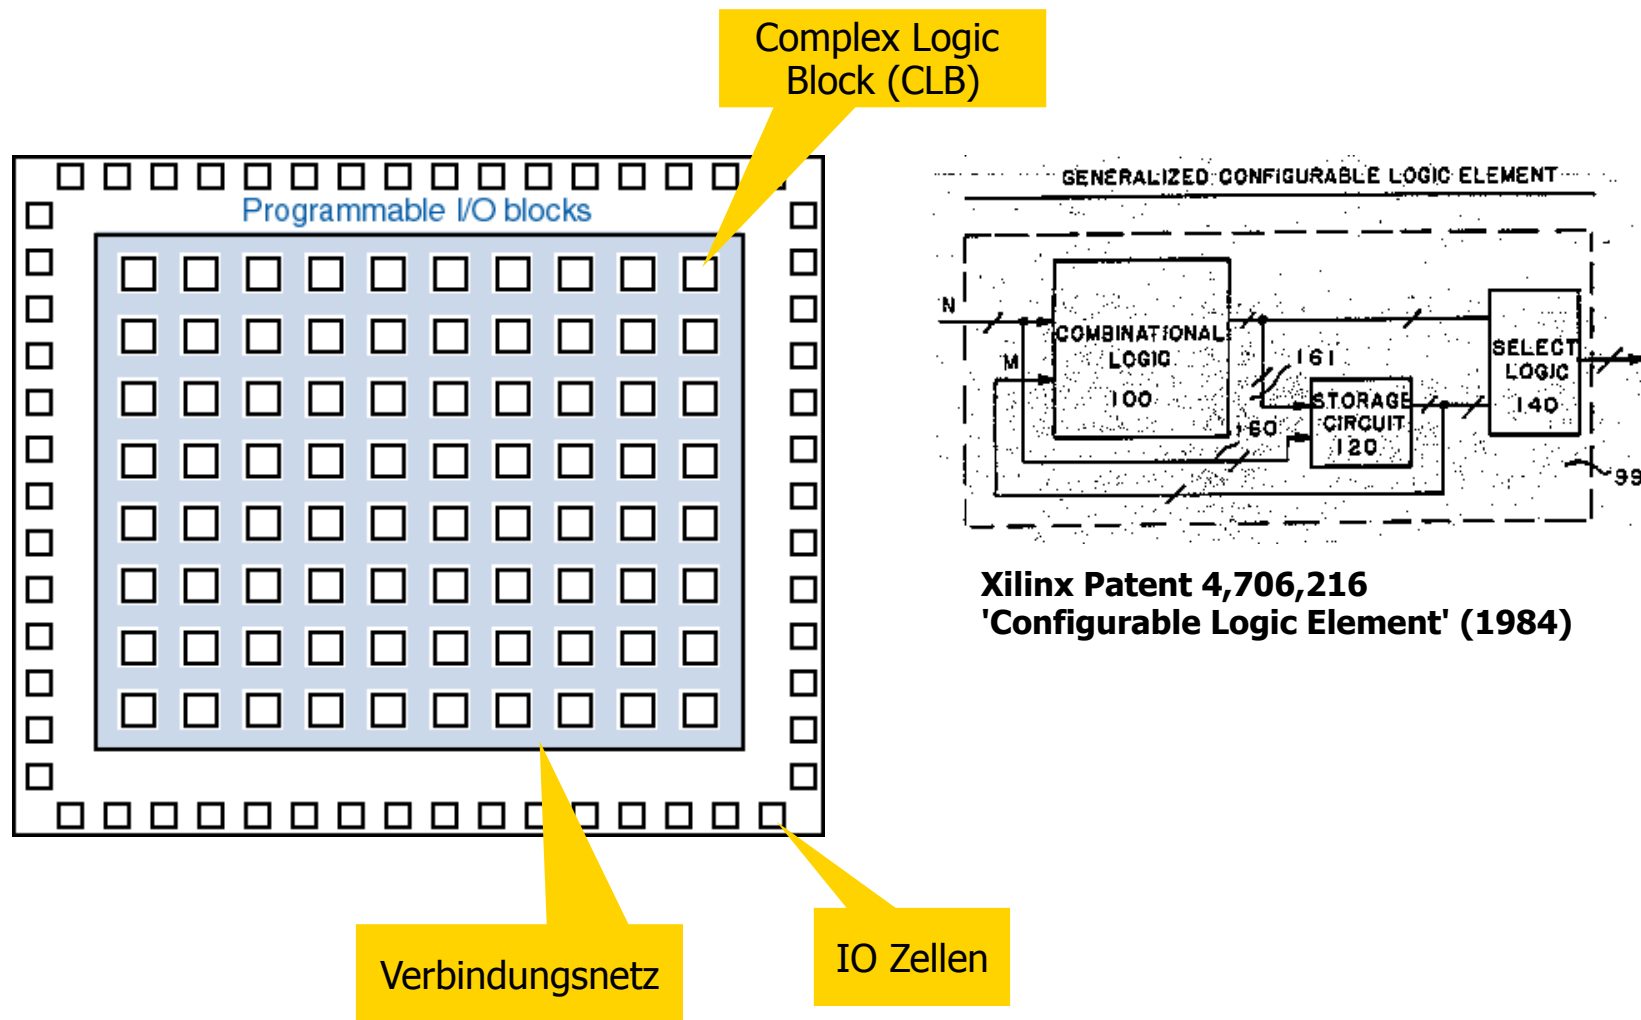 Complex Logic
Block (CLB)
Programmable I/O blocks
GENERALIZED CONFIGURABLE LOGIC ELEMENT
N
M
COMBINATIONAL
LOGIC
100
161
160
STORAGE
CIRCUIT
120
SELECT
LOGIC
140
99
Xilinx Patent 4,706,216
'Configurable Logic Element' (1984)
Verbindungsnetz
IO Zellen